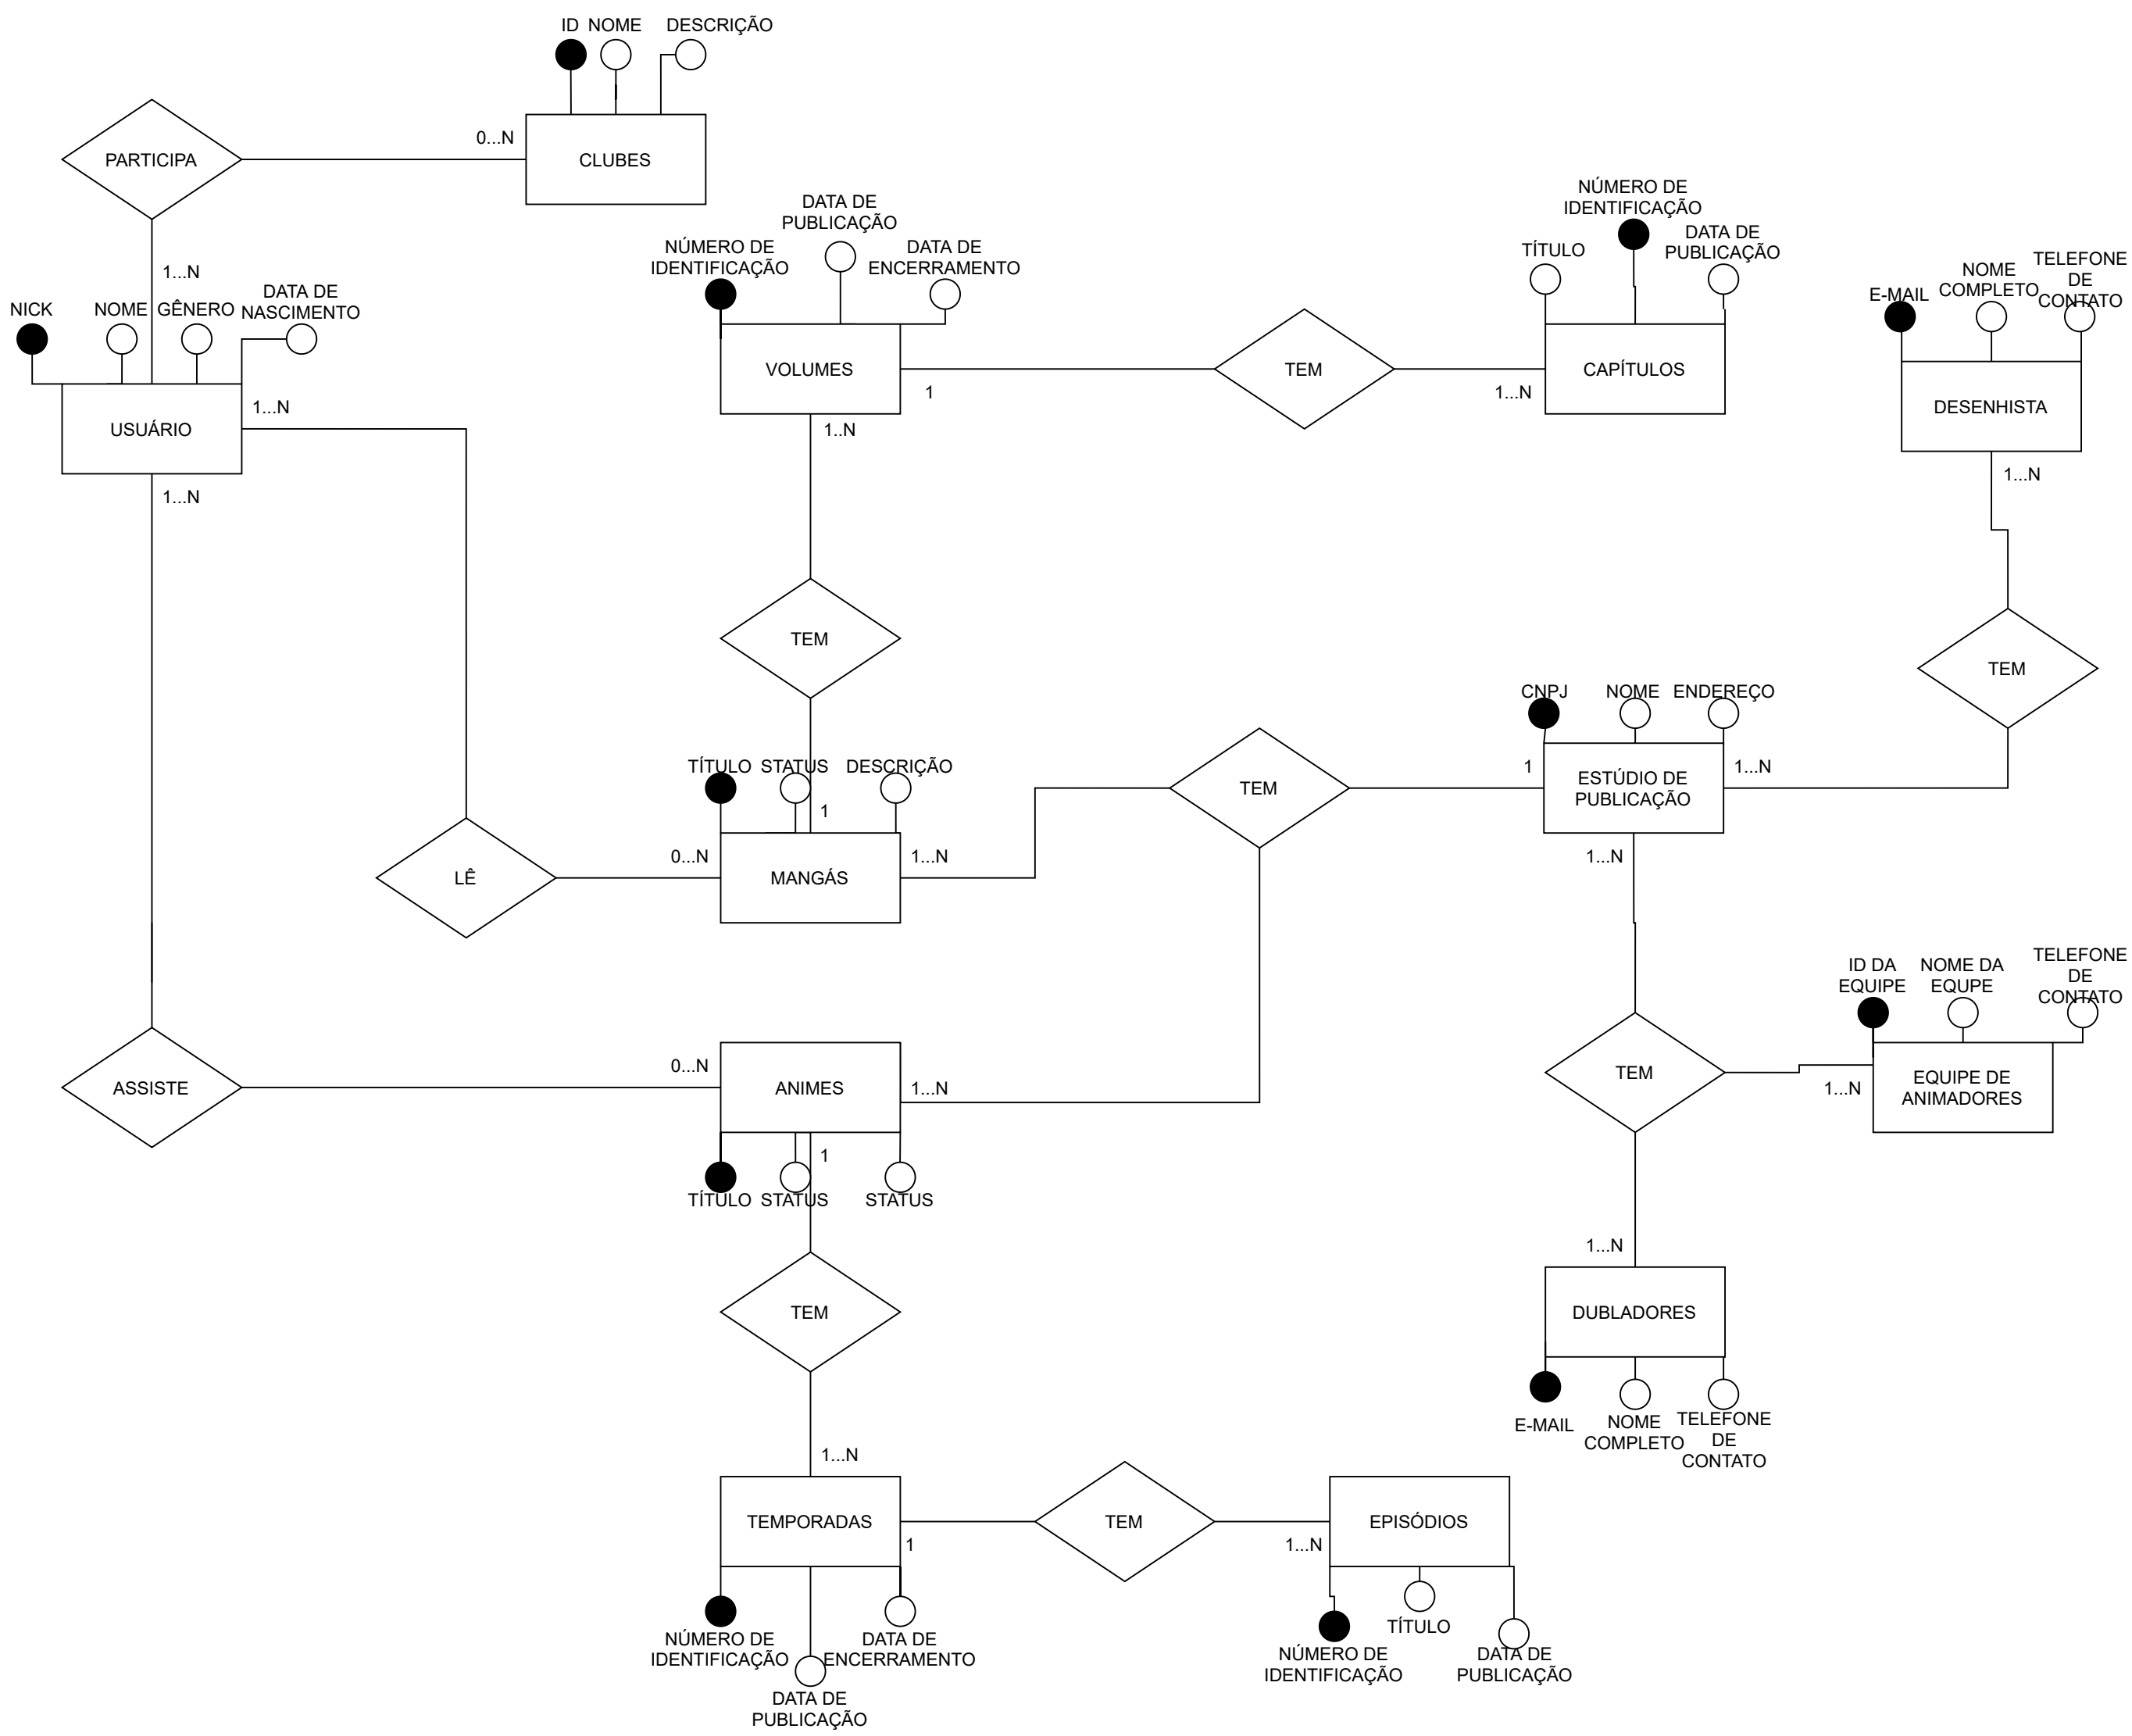 ID
NOME
DESCRIÇÃO
PARTICIPA
0...N
CLUBES
1...N
NICK
NOME
GÊNERO
DATA DE
NASCIMENTO
USUÁRIO
1...N
1...N
NÚMERO DE
IDENTIFICAÇÃO
DATA DE
PUBLICAÇÃO
DATA DE
ENCERRAMENTO
VOLUMES
1
1..N
TEM
TÍTULO
NÚMERO DE
IDENTIFICAÇÃO
DATA DE
PUBLICAÇÃO
CAPÍTULOS
1...N
E-MAIL
NOME
COMPLETO
TELEFONE
DE
CONTATO
DESENHISTA
1...N
TEM
TEM
TÍTULO
STATUS
DESCRIÇÃO
1
LÊ
0...N
MANGÁS
1...N
TEM
CNPJ
NOME
ENDEREÇO
1
ESTÚDIO DE
PUBLICAÇÃO
1...N
1...N
ID DA
EQUIPE
NOME DA
EQUPE
TELEFONE
DE
CONTATO
TEM
1...N
EQUIPE DE
ANIMADORES
ASSISTE
0...N
ANIMES
1...N
1
TÍTULO
STATUS
STATUS
TEM
1...N
DUBLADORES
E-MAIL
NOME
COMPLETO
TELEFONE
DE
CONTATO
1...N
TEMPORADAS
1
TEM
1...N
EPISÓDIOS
NÚMERO DE
IDENTIFICAÇÃO
DATA DE
PUBLICAÇÃO
DATA DE
ENCERRAMENTO
NÚMERO DE
IDENTIFICAÇÃO
TÍTULO
DATA DE
PUBLICAÇÃO